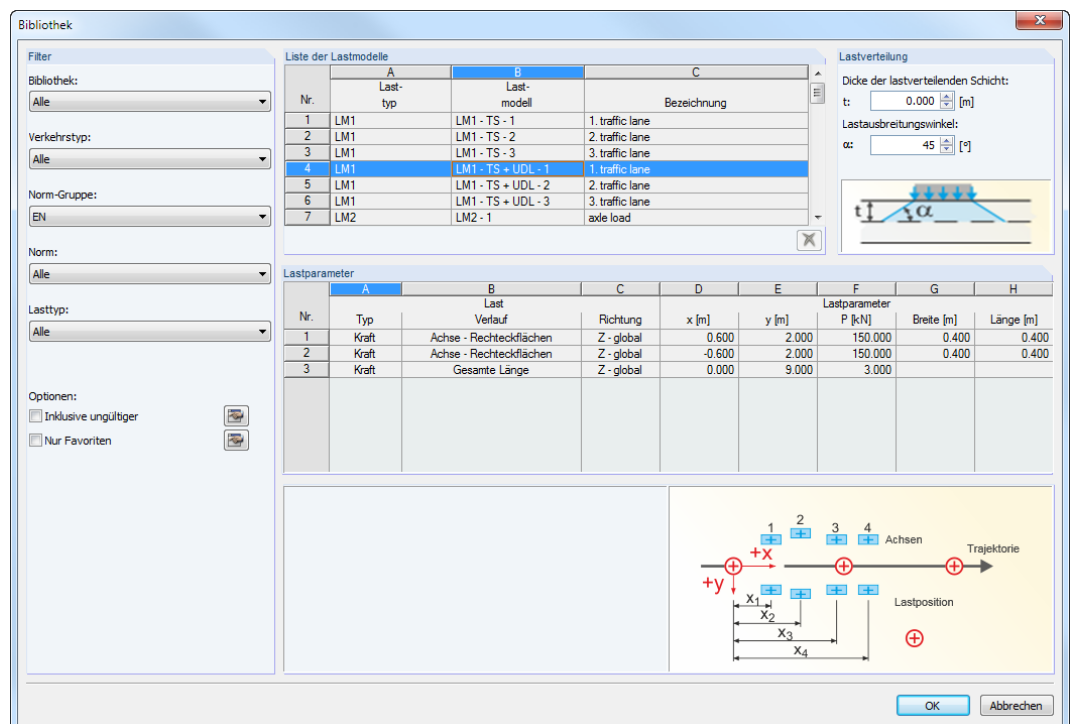 Bibliothek
Filter
Bibliothek:
Alle
Verkehrstyp:
Alle
Norm-Gruppe:
EN
Norm:
Alle
Lasttyp:
Alle
Optionen:
Inklusive ungültiger
Nur Favoriten
Liste der Lastmodelle
A B C
Nr. Last-typ Last-modell Bezeichnung
1 LM1 LM1 - TS - 1 1. traffic lane
2 LM1 LM1 - TS - 2 2. traffic lane
3 LM1 LM1 - TS - 3 3. traffic lane
4 LM1 LM1 - TS + UDL - 1 1. traffic lane
5 LM1 LM1 - TS + UDL - 2 2. traffic lane
6 LM1 LM1 - TS + UDL - 3 3. traffic lane
7 LM2 LM2 - 1 axle load
Lastverteilung
Dicke der lastverteilenden Schicht:
t: 0.000 [m]
Lastausbreitungswinkel:
α: 45 [°]
t α
Lastparameter
A B C D E F G H
Last Lastparameter
Nr. Typ Verlauf Richtung x [m] y [m] P [kN] Breite [m] Länge [m]
1 Kraft Achse - Rechteckflächen Z - global 0.600 2.000 150.000 0.400 0.400
2 Kraft Achse - Rechteckflächen Z - global -0.600 2.000 150.000 0.400 0.400
3 Kraft Gesamte Länge Z - global 0.000 9.000 3.000
1 2 3 4
Achsen
+x
Trajektorie
+y
x1
Lastposition
x2
x3
x4
OK Abbrechen